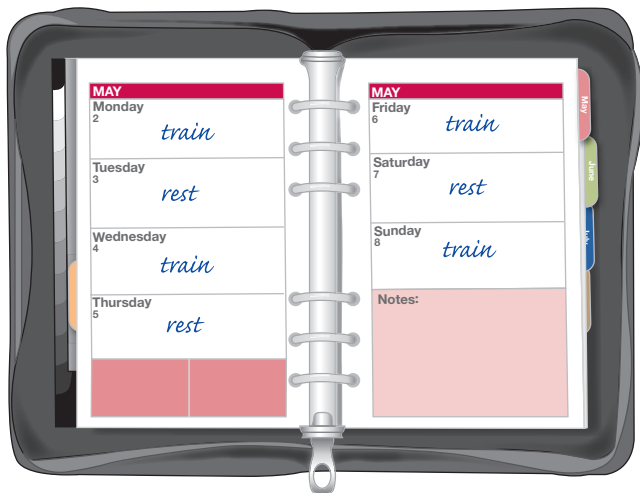 MAY
Monday
2
train
Tuesday
3
rest
Wednesday
4
train
Thursday
5
rest
MAY
Friday
6
train
Saturday
7
rest
Sunday
8
train
Notes:
May
June
July